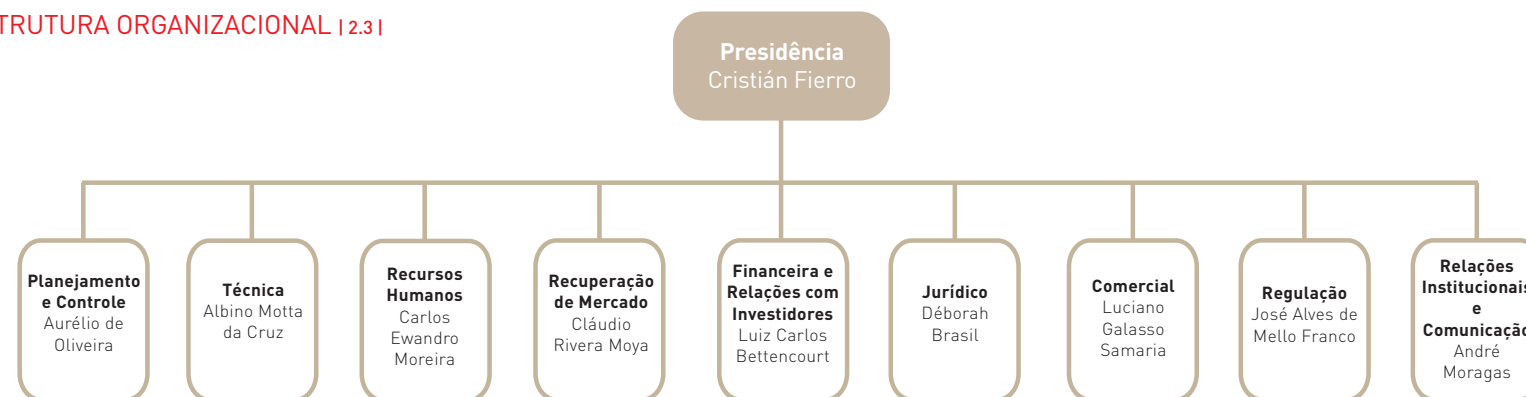 TRUTURA ORGANIZACIONAL | 2.3 |
Presidência
Cristián Fierro
Planejamento
e Controle
Aurélio de
Oliveira
Técnica
Albino Motta
da Cruz
Recursos
Humanos
Carlos
Ewandro
Moreira
Recuperação
de Mercado
Cláudio
Rivera Moya
Financeira e
Relações com
Investidores
Luiz Carlos
Bettencourt
Jurídico
Déborah
Brasil
Comercial
Luciano
Galasso
Samaria
Regulação
José Alves de
Mello Franco
Relações
Institucionais
e
Comunicação
André
Moragas